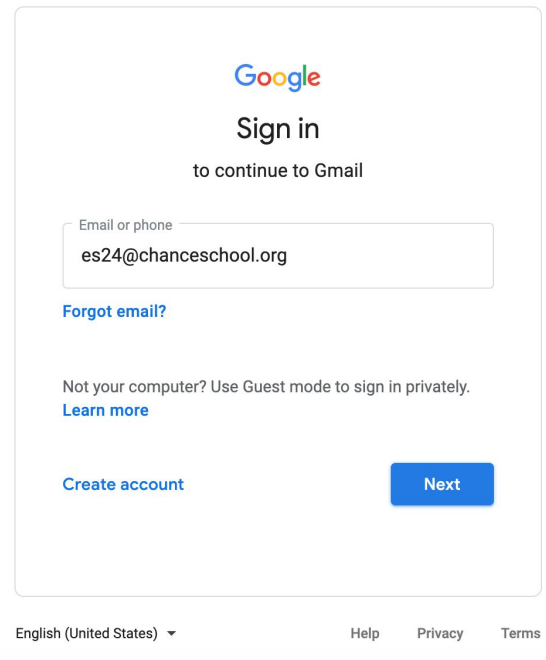 Google
Sign in
to continue to Gmail
Email or phone
es24@chanceschool.org
Forgot email?
Not your computer? Use Guest mode to sign in privately.
Learn more
Create account
Next
English (United States)
Help
Privacy
Terms